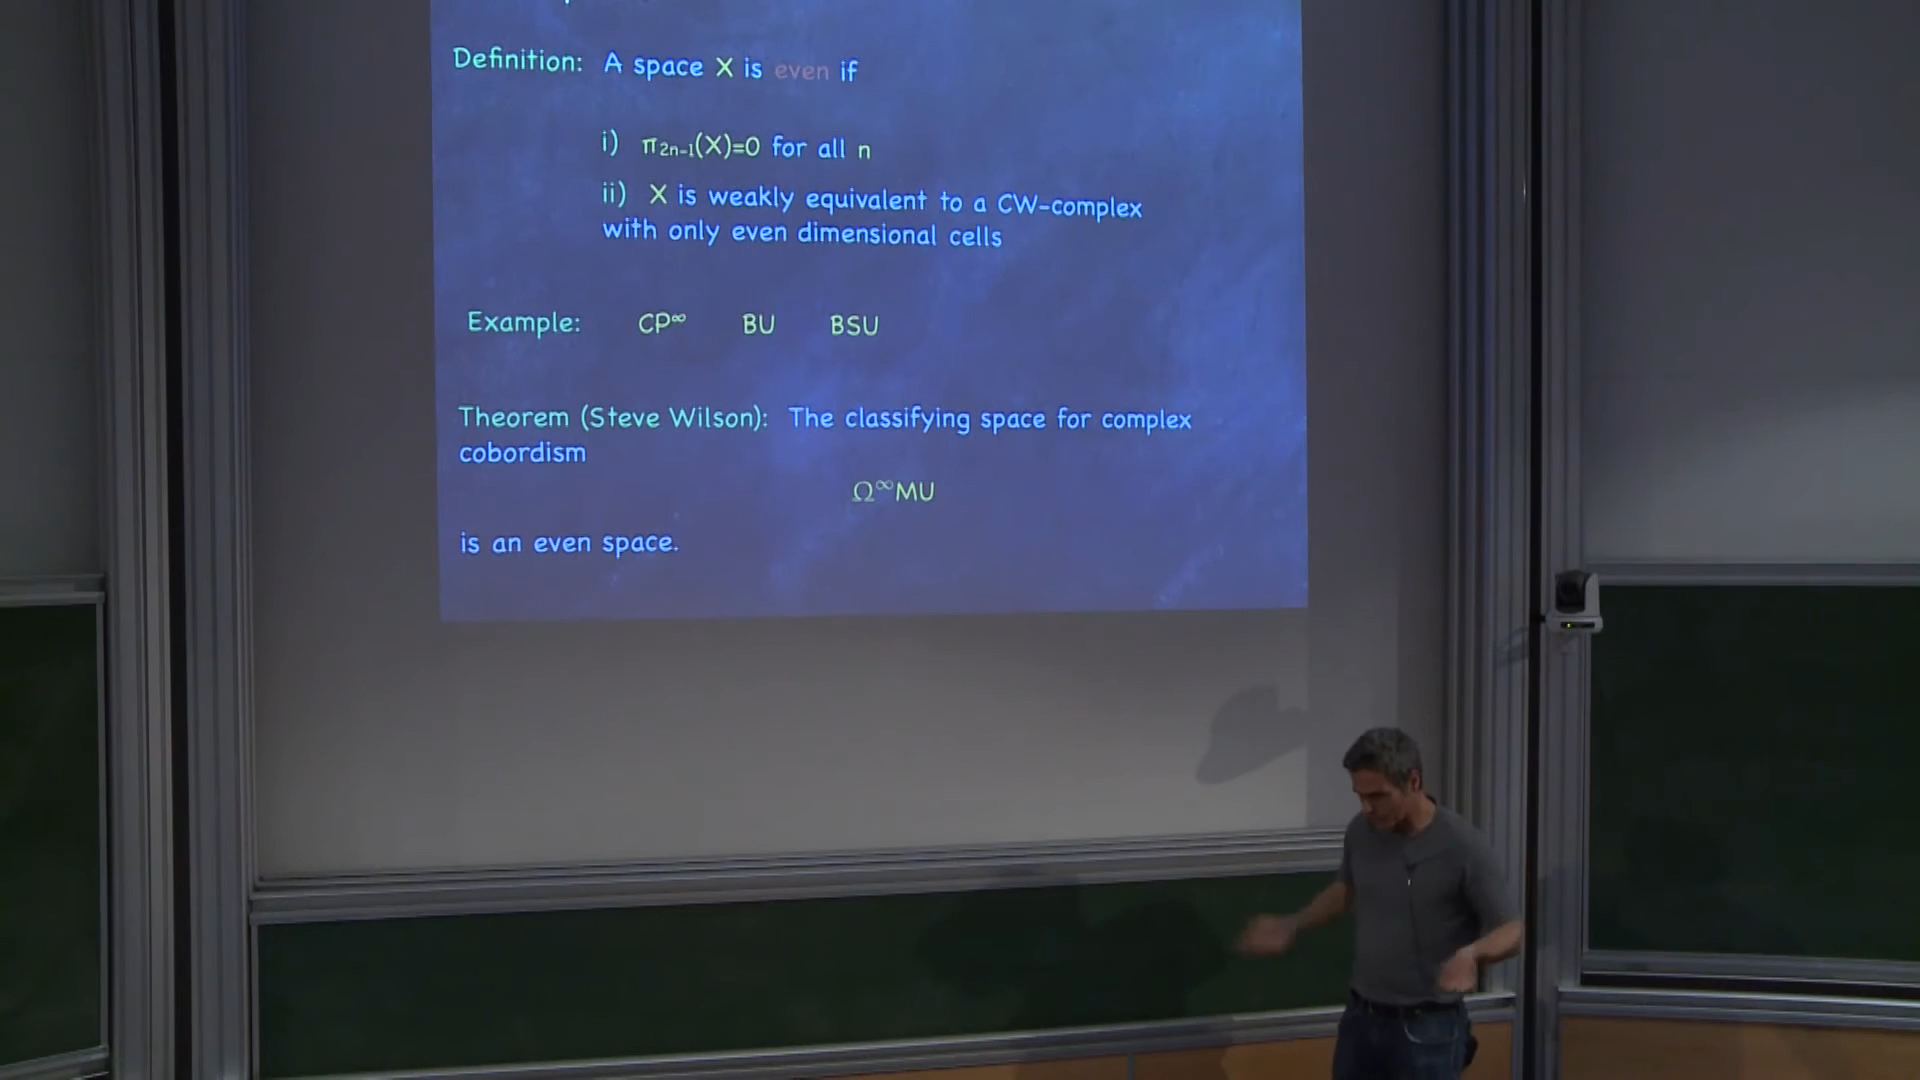 Definition: A space X is even if
i) π₂ₙ₋₁(X)=0 for all n
ii) X is weakly equivalent to a CW-complex
with only even dimensional cells
Example: CP∞ BU BSU
Theorem (Steve Wilson): The classifying space for complex
cobordism
Ω∞MU
is an even space.